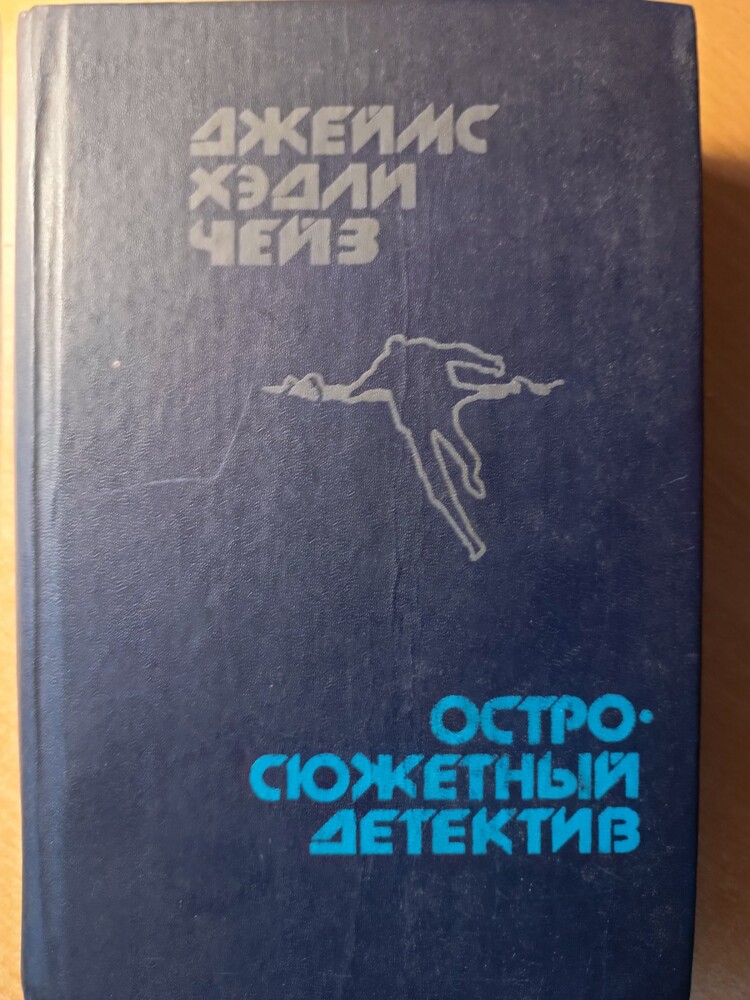 ДЖЕЙМС
ХЭДЛИ
ЧЕЙЗ
ОСТРО-
СЮЖЕТНЫЙ
ДЕТЕКТИВ